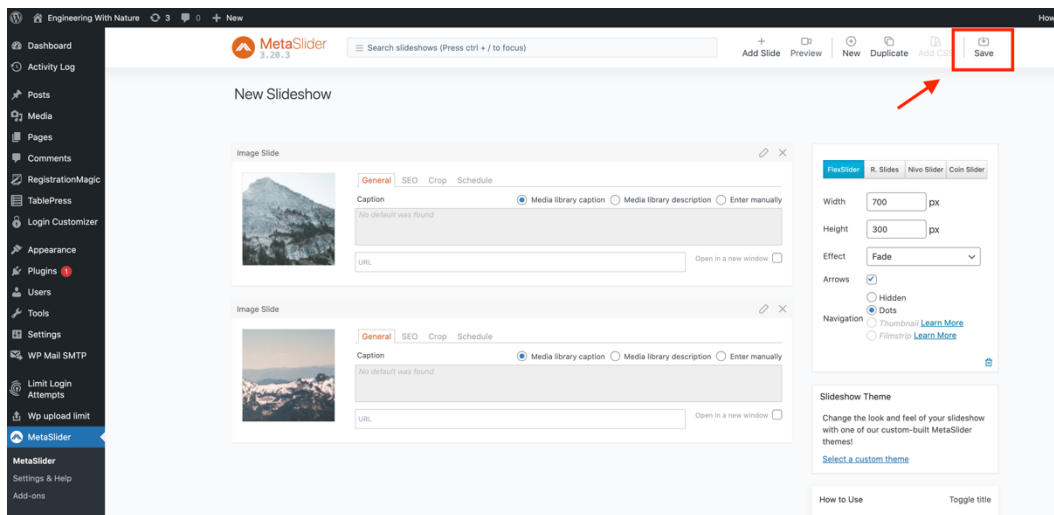 Engineering With Nature 3 0 + New
How
Dashboard
Activity Log
Posts
Media
Pages
Comments
RegistrationMagic
TablePress
Login Customizer
Appearance
Plugins 1
Users
Tools
Settings
WP Mail SMTP
Limit Login
Attempts
Wp upload limit
MetaSlider
MetaSlider
Settings & Help
Add-ons
MetaSlider
3.20.3
Search slideshows (Press ctrl + / to focus)
Add Slide Preview New Duplicate Add CSS Save
New Slideshow
Image Slide
General SEO Crop Schedule
Caption Media library caption Media library description Enter manually
No default was found
URL Open in a new window
Image Slide
General SEO Crop Schedule
Caption Media library caption Media library description Enter manually
No default was found
URL Open in a new window
FlexSlider R. Slides Nivo Slider Coin Slider
Width 700 px
Height 300 px
Effect Fade
Arrows
Navigation
Hidden
Dots
Thumbnail Learn More
Filmstrip Learn More
Slideshow Theme
Change the look and feel of your slideshow
with one of our custom-built MetaSlider
themes!
Select a custom theme
How to Use Toggle title